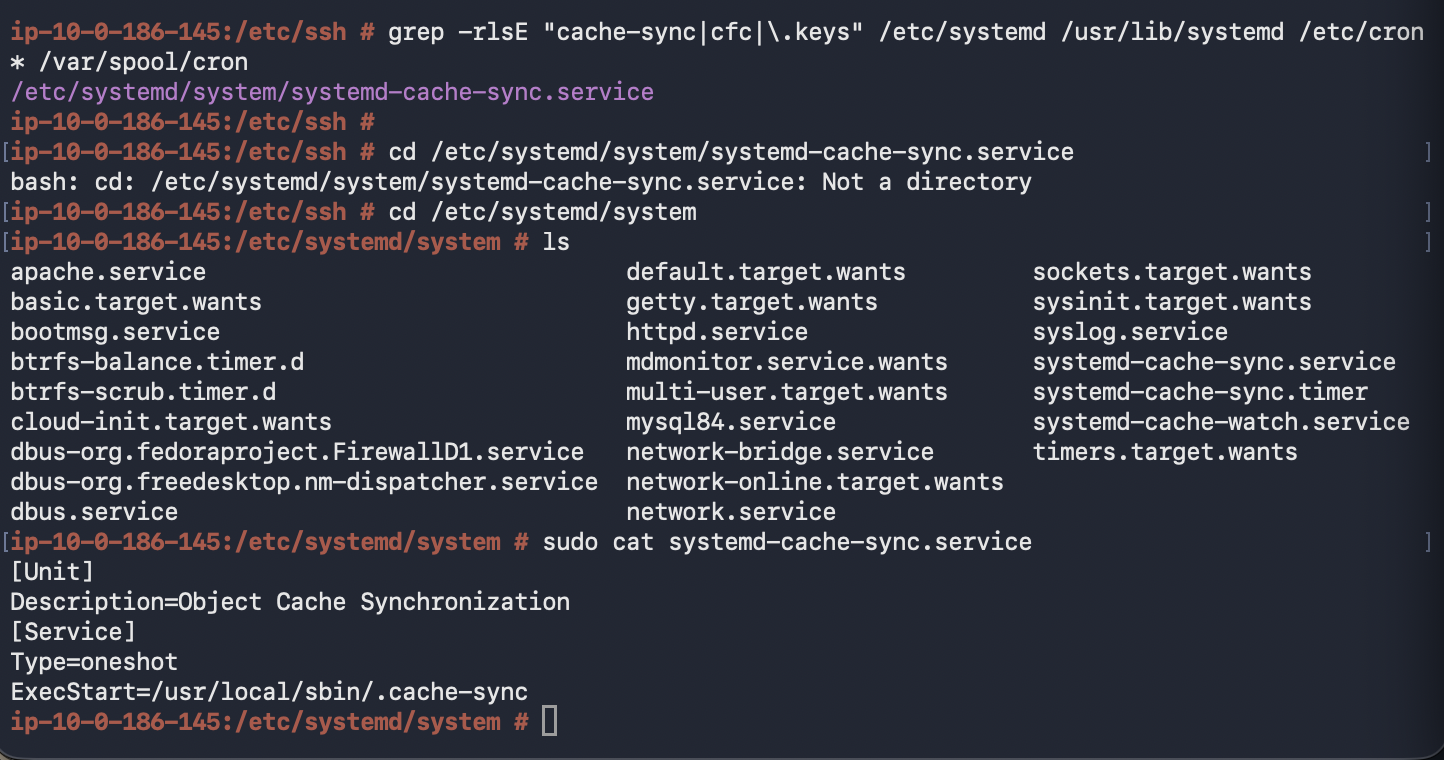 ip-10-0-186-145:/etc/ssh # grep -rlsE "cache-sync|cfc|\.keys" /etc/systemd /usr/lib/systemd /etc/cron
* /var/spool/cron
/etc/systemd/system/systemd-cache-sync.service
ip-10-0-186-145:/etc/ssh #
[ip-10-0-186-145:/etc/ssh # cd /etc/systemd/system/systemd-cache-sync.service ]
bash: cd: /etc/systemd/system/systemd-cache-sync.service: Not a directory
[ip-10-0-186-145:/etc/ssh # cd /etc/systemd/system ]
[ip-10-0-186-145:/etc/systemd/system # ls ]
apache.service default.target.wants sockets.target.wants
basic.target.wants getty.target.wants sysinit.target.wants
bootmsg.service httpd.service syslog.service
btrfs-balance.timer.d mdmonitor.service.wants systemd-cache-sync.service
btrfs-scrub.timer.d multi-user.target.wants systemd-cache-sync.timer
cloud-init.target.wants mysql84.service systemd-cache-watch.service
dbus-org.fedoraproject.FirewallD1.service network-bridge.service timers.target.wants
dbus-org.freedesktop.nm-dispatcher.service network-online.target.wants
dbus.service network.service
[ip-10-0-186-145:/etc/systemd/system # sudo cat systemd-cache-sync.service ]
[Unit]
Description=Object Cache Synchronization
[Service]
Type=oneshot
ExecStart=/usr/local/sbin/.cache-sync
ip-10-0-186-145:/etc/systemd/system #